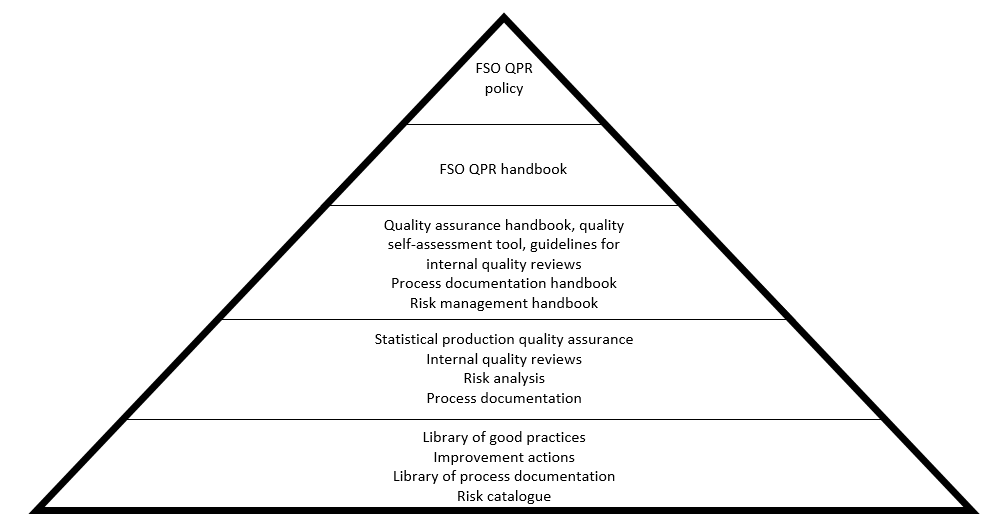 FSO QPR
policy
FSO QPR handbook
Quality assurance handbook, quality
self-assessment tool, guidelines for
internal quality reviews
Process documentation handbook
Risk management handbook
Statistical production quality assurance
Internal quality reviews
Risk analysis
Process documentation
Library of good practices
Improvement actions
Library of process documentation
Risk catalogue